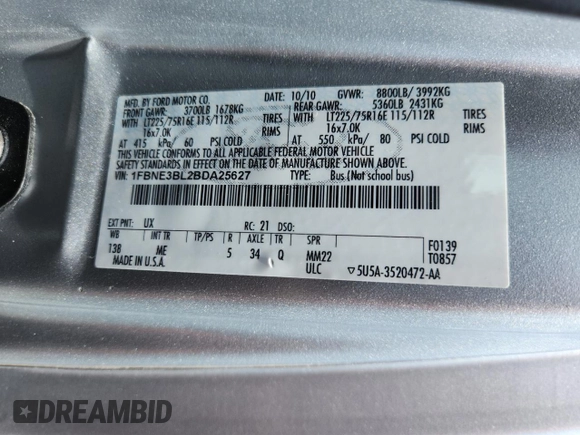 MFD. BY FORD MOTOR CO. 10/10 GVWR: 8800LB/ 3992KG
FRONT GAWR: 3700LB 1678KG REAR GAWR: 5360LB 2431KG
WITH LT225/75R16E 115/112R TIRES WITH LT225/75R16E 115/112R TIRES
16x7.0K RIMS 16x7.0K RIMS
AT 415 kPa/ 60 PSI COLD AT 550 kPa/ 80 PSI COLD
THIS VEHICLE CONFORMS TO ALL APPLICABLE FEDERAL MOTOR VEHICLE
SAFETY STANDARDS IN EFFECT ON THE DATE OF MANUFACTURE SHOWN ABOVE.
VIN: 1FBNE3BL2BDA25627 TYPE: Bus (Not school bus)
EXT PNT: UX RC: 21 DSO:
WB INT TR TP/PS R AXLE TR SPR F0139
138 ME 5 34 Q MM22 T0857
MADE IN U.S.A. ULC ▽5U5A-3520472-AA
DREAMBID